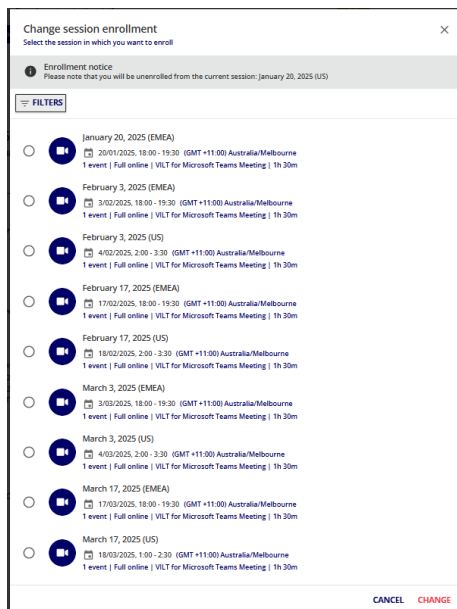 Change session enrollment
Select the session in which you want to enroll
Enrollment notice
Please note that you will be unenrolled from the current session: January 20, 2025 (US)
FILTERS
January 20, 2025 (EMEA)
20/01/2025, 18:00 - 19:30 (GMT +11:00) Australia/Melbourne
1 event | Full online | VILT for Microsoft Teams Meeting | 1h 30m
February 3, 2025 (EMEA)
3/02/2025, 18:00 - 19:30 (GMT +11:00) Australia/Melbourne
1 event | Full online | VILT for Microsoft Teams Meeting | 1h 30m
February 3, 2025 (US)
4/02/2025, 2:00 - 3:30 (GMT +11:00) Australia/Melbourne
1 event | Full online | VILT for Microsoft Teams Meeting | 1h 30m
February 17, 2025 (EMEA)
17/02/2025, 18:00 - 19:30 (GMT +11:00) Australia/Melbourne
1 event | Full online | VILT for Microsoft Teams Meeting | 1h 30m
February 17, 2025 (US)
18/02/2025, 2:00 - 3:30 (GMT +11:00) Australia/Melbourne
1 event | Full online | VILT for Microsoft Teams Meeting | 1h 30m
March 3, 2025 (EMEA)
3/03/2025, 18:00 - 19:30 (GMT +11:00) Australia/Melbourne
1 event | Full online | VILT for Microsoft Teams Meeting | 1h 30m
March 3, 2025 (US)
4/03/2025, 2:00 - 3:30 (GMT +11:00) Australia/Melbourne
1 event | Full online | VILT for Microsoft Teams Meeting | 1h 30m
March 17, 2025 (EMEA)
17/03/2025, 18:00 - 19:30 (GMT +11:00) Australia/Melbourne
1 event | Full online | VILT for Microsoft Teams Meeting | 1h 30m
March 17, 2025 (US)
18/03/2025, 1:00 - 2:30 (GMT +11:00) Australia/Melbourne
1 event | Full online | VILT for Microsoft Teams Meeting | 1h 30m
CANCEL CHANGE